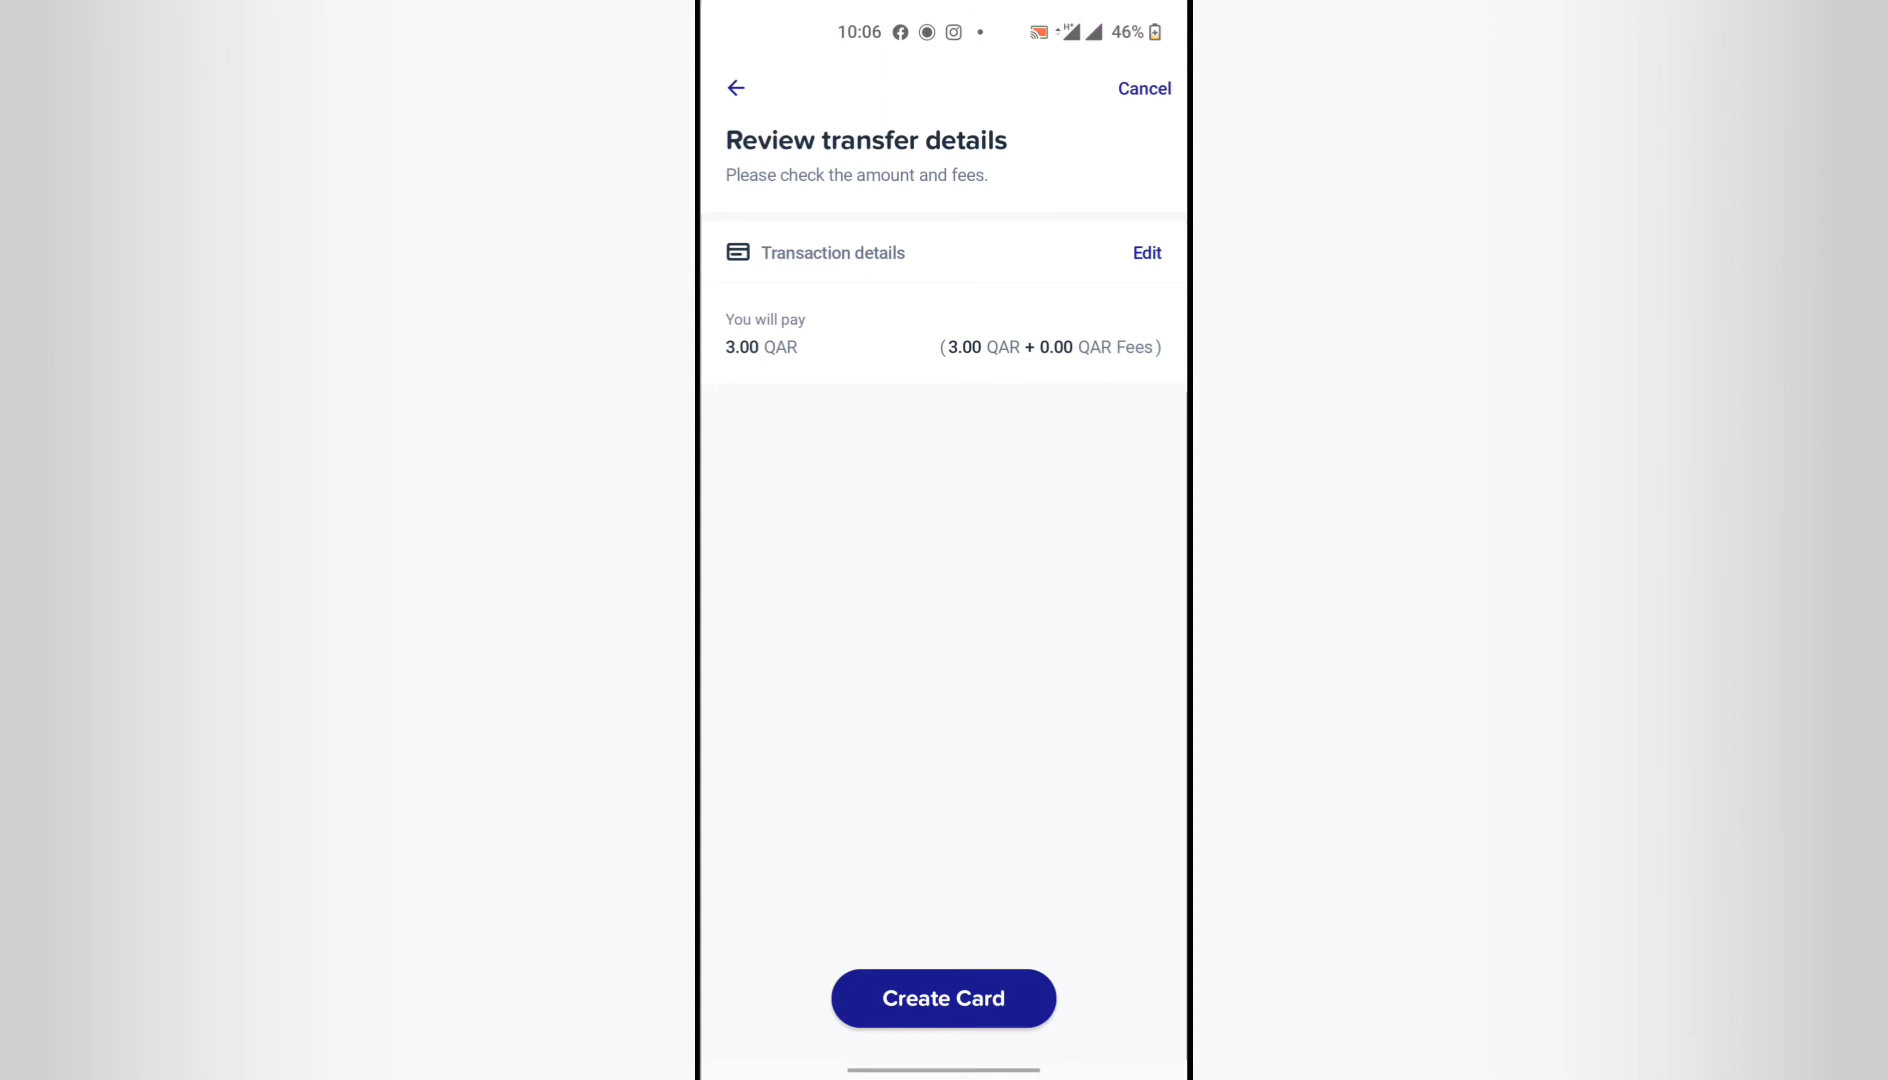 10:06 H+ 46%
Cancel
Review transfer details
Please check the amount and fees.
Transaction details Edit
You will pay
3.00 QAR (3.00 QAR + 0.00 QAR Fees)
Create Card